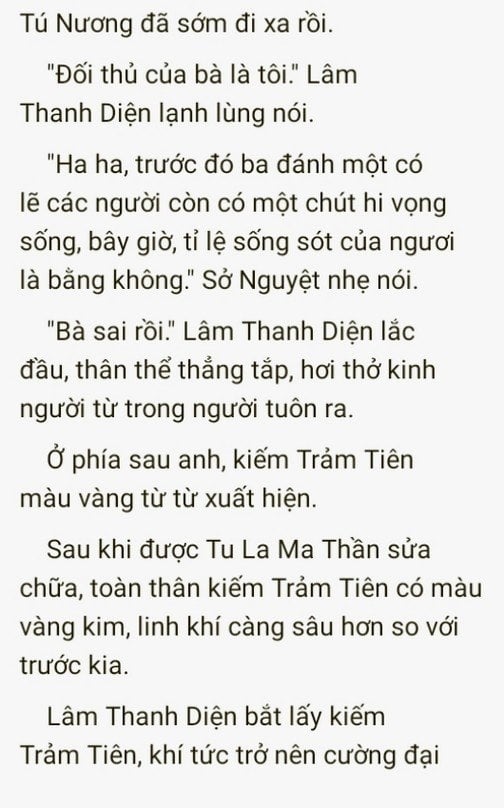 Tú Nương đã sớm đi xa rồi.
"Đối thủ của bà là tôi." Lâm
Thanh Diện lạnh lùng nói.
"Ha ha, trước đó ba đánh một có
lẽ các người còn có một chút hi vọng
sống, bây giờ, tỉ lệ sống sót của ngươi
là bằng không." Sở Nguyệt nhẹ nói.
"Bà sai rồi." Lâm Thanh Diện lắc
đầu, thân thể thẳng tắp, hơi thở kinh
người từ trong người tuôn ra.
Ở phía sau anh, kiếm Trảm Tiên
màu vàng từ từ xuất hiện.
Sau khi được Tu La Ma Thần sửa
chữa, toàn thân kiếm Trảm Tiên có màu
vàng kim, linh khí càng sâu hơn so với
trước kia.
Lâm Thanh Diện bắt lấy kiếm
Trảm Tiên, khí tức trở nên cường đại